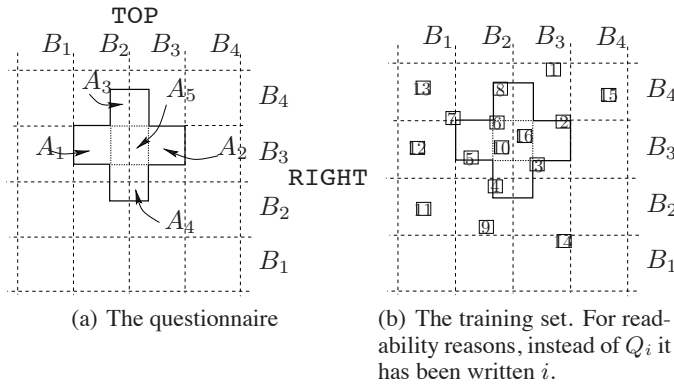 TOP
B1 B2 B3 B4
A3 A5
B4
A1 A2 B3
RIGHT
B2
A4
B1
(a) The questionnaire
B1 B2 B3 B4
1
13 8 15 B4
7 6 2
16
12 10 B3
5 3
4
11 B2
9
14
B1
(b) The training set. For read-
ability reasons, instead of Qi it
has been written i.